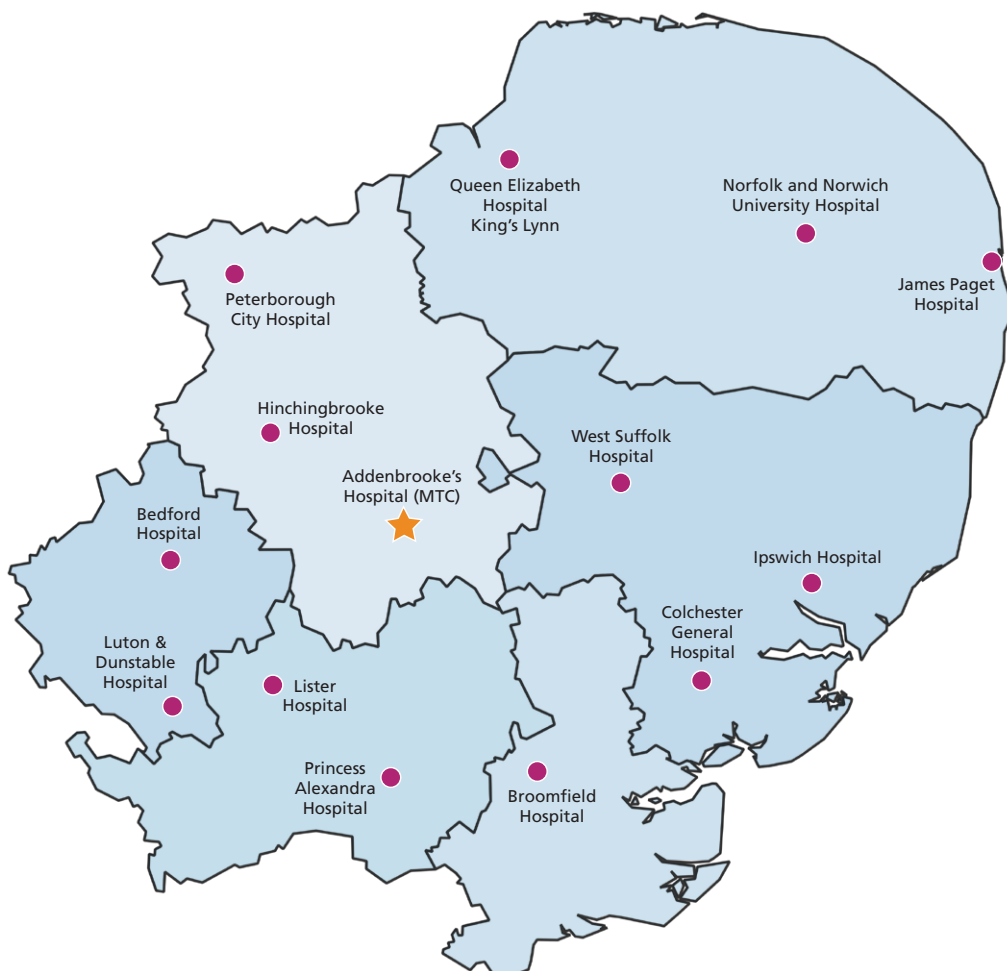 Queen Elizabeth
Hospital
King’s Lynn
Norfolk and Norwich
University Hospital
James Paget
Hospital
Peterborough
City Hospital
Hinchingbrooke
Hospital
West Suffolk
Hospital
Addenbrooke’s
Hospital (MTC)
Bedford
Hospital
Ipswich Hospital
Colchester
General
Hospital
Luton &
Dunstable
Hospital
Lister
Hospital
Princess
Alexandra
Hospital
Broomfield
Hospital